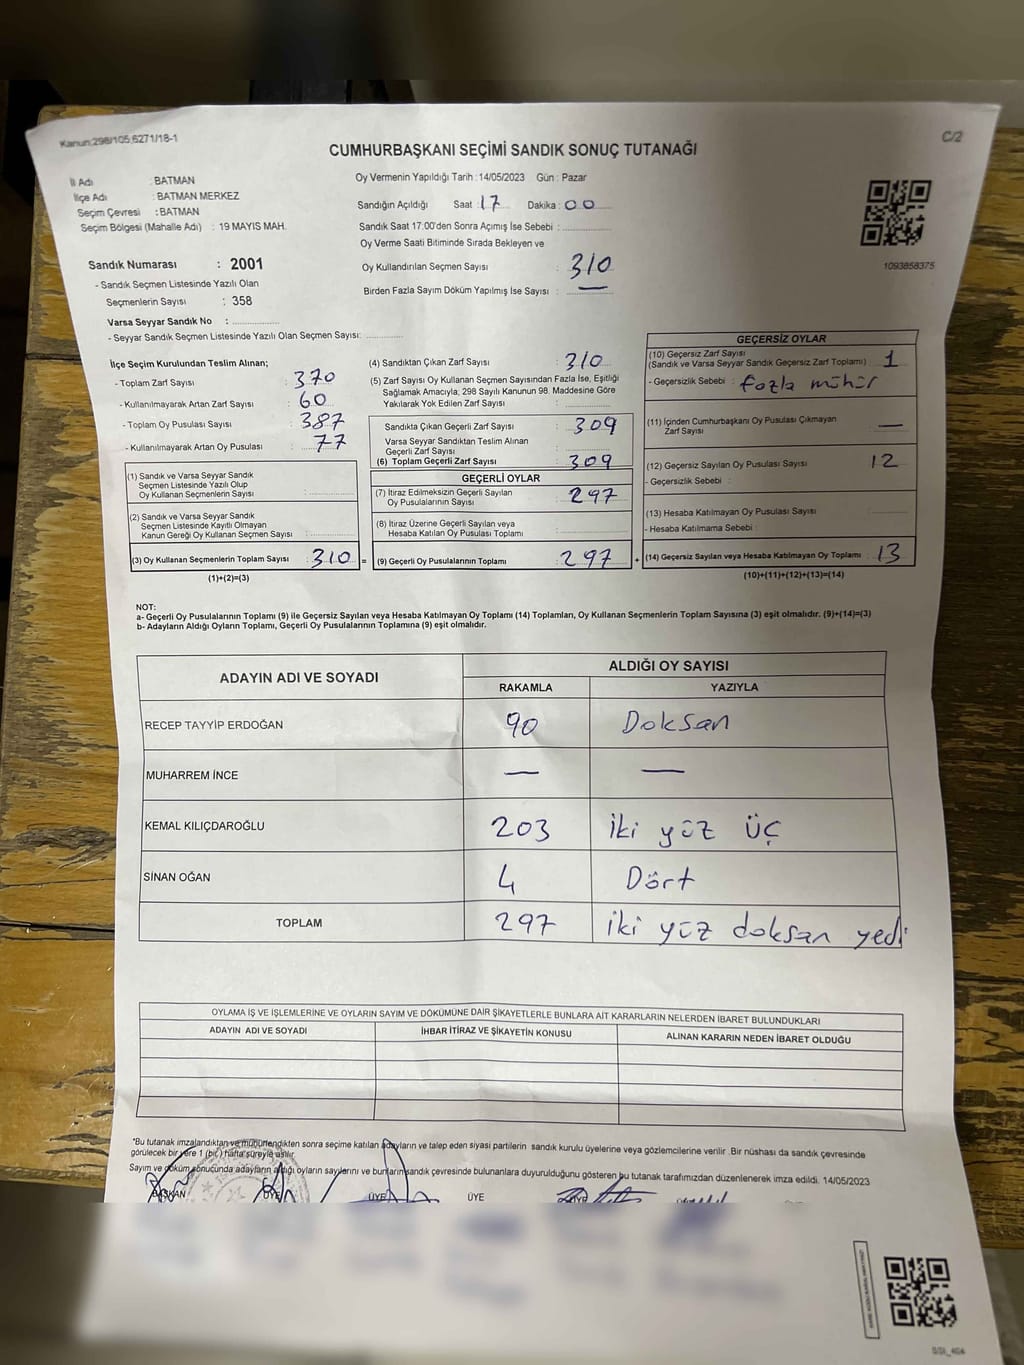 Kanun:298/105;6271/18-1
C/2
CUMHURBAŞKANI SEÇİMİ SANDIK SONUÇ TUTANAĞI
İl Adı : BATMAN
İlçe Adı : BATMAN MERKEZ
Seçim Çevresi : BATMAN
Seçim Bölgesi (Mahalle Adı) : 19 MAYIS MAH.
Oy Vermenin Yapıldığı Tarih : 14/05/2023 Gün : Pazar
Sandığın Açıldığı Saat : 17 Dakika : 00
Sandık Saat 17:00'den Sonra Açımış İse Sebebi :
Oy Verme Saati Bitiminde Sırada Bekleyen ve
Oy Kullandırılan Seçmen Sayısı : 310
Birden Fazla Sayım Döküm Yapılmış İse Sayısı : —
1093858375
Sandık Numarası : 2001
- Sandık Seçmen Listesinde Yazılı Olan
Seçmenlerin Sayısı : 358
Varsa Seyyar Sandık No :
- Seyyar Sandık Seçmen Listesinde Yazılı Olan Seçmen Sayısı:
İlçe Seçim Kurulundan Teslim Alınan;
- Toplam Zarf Sayısı : 370
- Kullanılmayarak Artan Zarf Sayısı : 60
- Toplam Oy Pusulası Sayısı : 387
- Kullanılmayarak Artan Oy Pusulası : 77
(1) Sandık ve Varsa Seyyar Sandık
Seçmen Listesinde Yazılı Olup
Oy Kullanan Seçmenlerin Sayısı :
(2) Sandık ve Varsa Seyyar Sandık
Seçmen Listesinde Kayıtlı Olmayan
Kanun Gereği Oy Kullanan Seçmen Sayısı :
(3) Oy Kullanan Seçmenlerin Toplam Sayısı : 310 =
(1)+(2)=(3)
(4) Sandıktan Çıkan Zarf Sayısı : 310
(5) Zarf Sayısı Oy Kullanan Seçmen Sayısından Fazla İse, Eşitliği
Sağlamak Amacıyla; 298 Sayılı Kanunun 98. Maddesine Göre
Yakılarak Yok Edilen Zarf Sayısı :
Sandıkta Çıkan Geçerli Zarf Sayısı : 309
Varsa Seyyar Sandıktan Teslim Alınan
Geçerli Zarf Sayısı :
(6) Toplam Geçerli Zarf Sayısı : 309
GEÇERLİ OYLAR
(7) İtiraz Edilmeksizin Geçerli Sayılan
Oy Pusulalarının Sayısı : 297
(8) İtiraz Üzerine Geçerli Sayılan veya
Hesaba Katılan Oy Pusulası Toplamı :
(9) Geçerli Oy Pusulalarının Toplamı : 297 +
GEÇERSİZ OYLAR
(10) Geçersiz Zarf Sayısı
(Sandık ve Varsa Seyyar Sandık Geçersiz Zarf Toplamı) : 1
- Geçersizlik Sebebi : fazla mühür
(11) İçinden Cumhurbaşkanı Oy Pusulası Çıkmayan
Zarf Sayısı : —
(12) Geçersiz Sayılan Oy Pusulası Sayısı : 12
- Geçersizlik Sebebi :
(13) Hesaba Katılmayan Oy Pusulası Sayısı :
- Hesaba Katılmama Sebebi :
(14) Geçersiz Sayılan veya Hesaba Katılmayan Oy Toplamı : 13
(10)+(11)+(12)+(13)=(14)
NOT:
a- Geçerli Oy Pusulalarının Toplamı (9) ile Geçersiz Sayılan veya Hesaba Katılmayan Oy Toplamı (14) Toplamları, Oy Kullanan Seçmenlerin Toplam Sayısına (3) eşit olmalıdır. (9)+(14)=(3)
b- Adayların Aldığı Oyların Toplamı, Geçerli Oy Pusulalarının Toplamına (9) eşit olmalıdır.
ADAYIN ADI VE SOYADI
ALDIĞI OY SAYISI
RAKAMLA YAZIYLA
RECEP TAYYİP ERDOĞAN 90 Doksan
MUHARREM İNCE — —
KEMAL KILIÇDAROĞLU 203 İki yüz ÜÇ
SİNAN OĞAN 4 Dört
TOPLAM 297 İki yüz doksan yedi
OYLAMA İŞ VE İŞLEMLERİNE VE OYLARIN SAYIM VE DÖKÜMÜNE DAİR ŞİKAYETLERLE BUNLARA AİT KARARLARIN NELERDEN İBARET BULUNDUKLARI
ADAYIN ADI VE SOYADI İHBAR İTİRAZ VE ŞİKAYETİN KONUSU ALINAN KARARIN NEDEN İBARET OLDUĞU
*Bu tutanak imzalandıktan ve mühürlendikten sonra seçime katılan adayların ve talep eden siyasi partilerin sandık kurulu üyelerine veya gözlemcilerine verilir .Bir nüshası da sandık çevresinde
görülecek bir yere 1 (bir) hafta süreyle asılır.
Sayım ve döküm sonucunda adayların aldığı oyların sayılarını ve bunların sandık çevresinde bulunanlara duyurulduğunu gösteren bu tutanak tarafımızdan düzenlenerek imza edildi. 14/05/2023
BAŞKAN ÜYE ÜYE ÜYE ÜYE